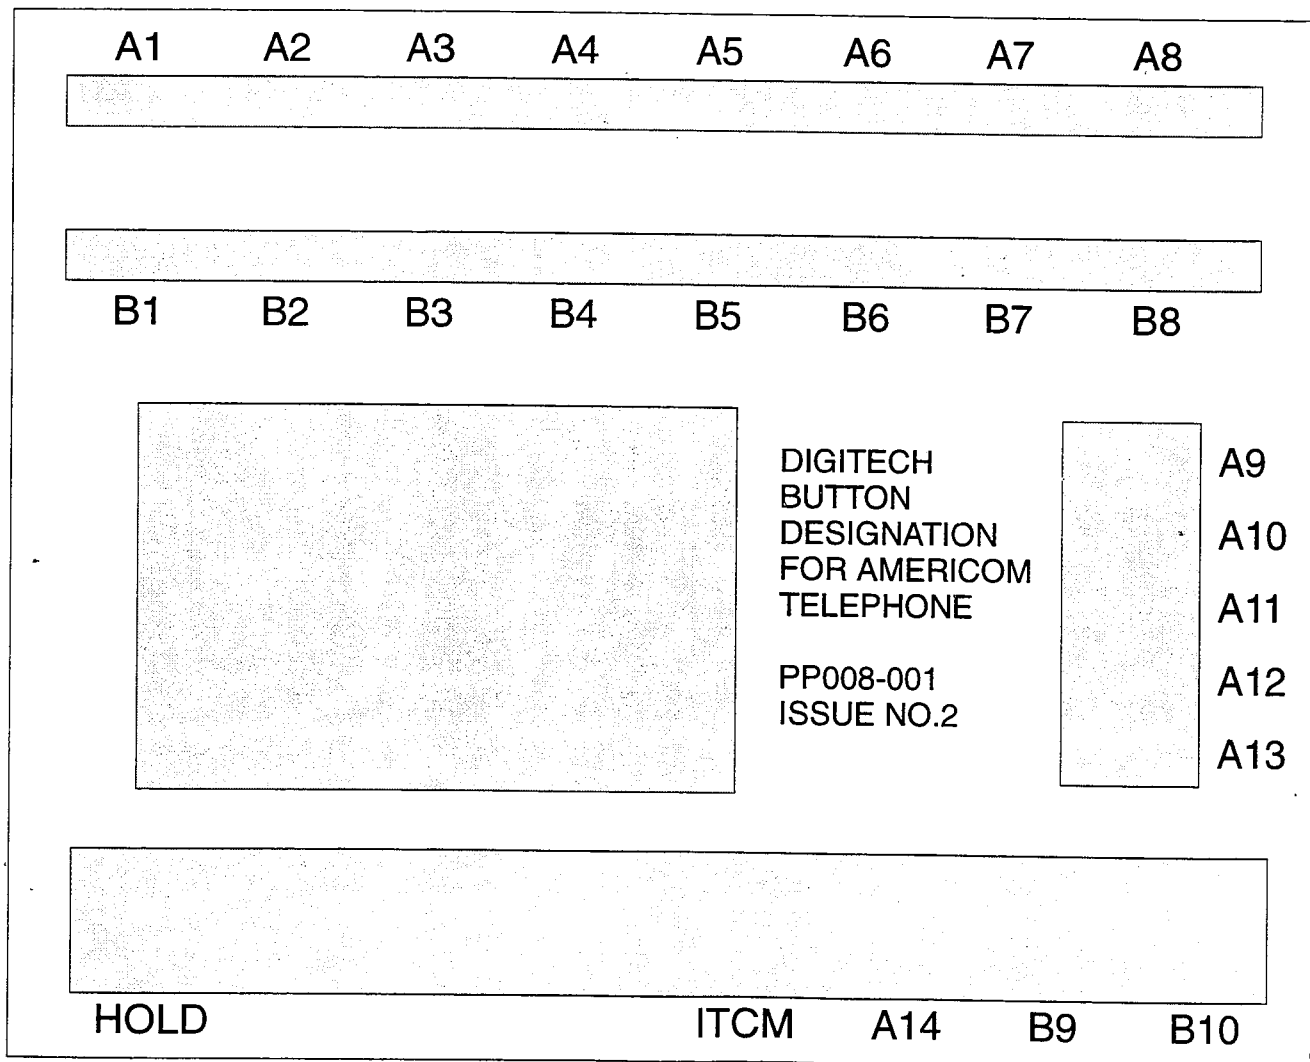 A1 A2 A3 A4 A5 A6 A7 A8
B1 B2 B3 B4 B5 B6 B7 B8
DIGITECH
BUTTON
DESIGNATION
FOR AMERICOM
TELEPHONE
PP008-001
ISSUE NO.2
A9
A10
A11
A12
A13
HOLD ITCM A14 B9 B10